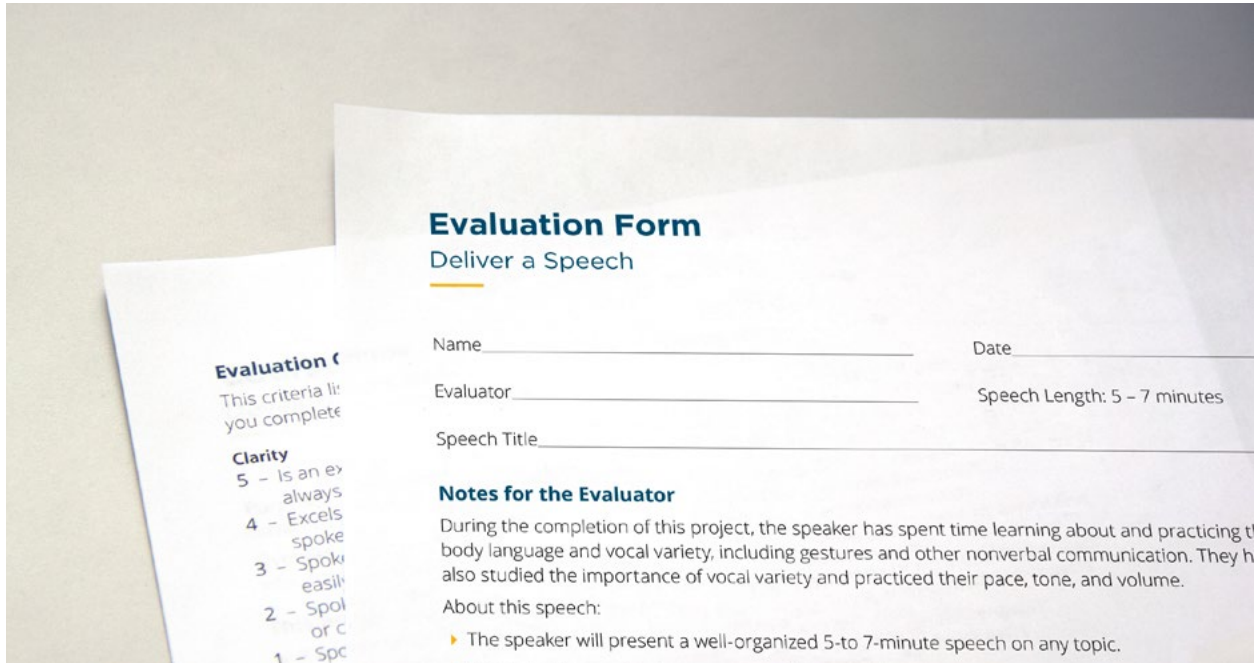 Evaluation Form
Deliver a Speech
Name
Date
Evaluator
Speech Length: 5 – 7 minutes
Speech Title
Notes for the Evaluator
During the completion of this project, the speaker has spent time learning about and practicing
body language and vocal variety, including gestures and other nonverbal communication. They
also studied the importance of vocal variety and practiced their pace, tone, and volume.
About this speech:
The speaker will present a well-organized 5-to 7-minute speech on any topic.
Evaluation
This criteria
you complete
Clarity
5 – Is an
always
4 – Excels
spoke
3 –
2 –
or
1 –